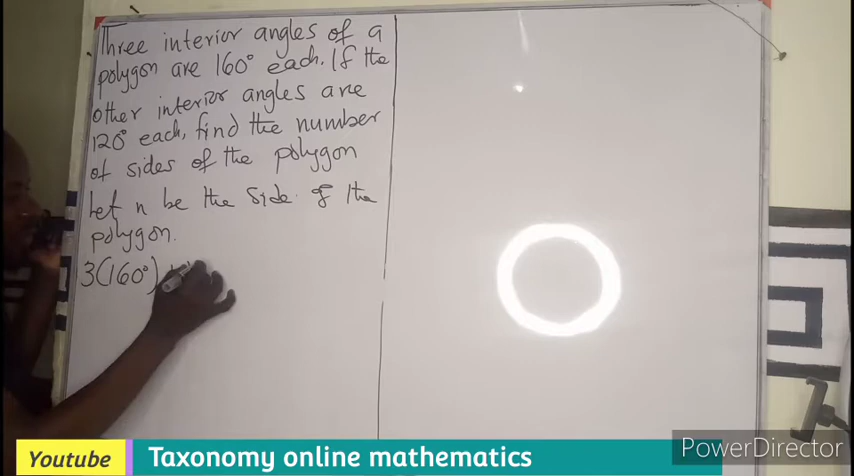 Three interior angles of a
polygon are 160° each. If the
other interior angles are
120° each, find the number
of sides of the polygon
Let n be the side of the
polygon.
3(160°) +
Youtube Taxonomy online mathematics
PowerDirector